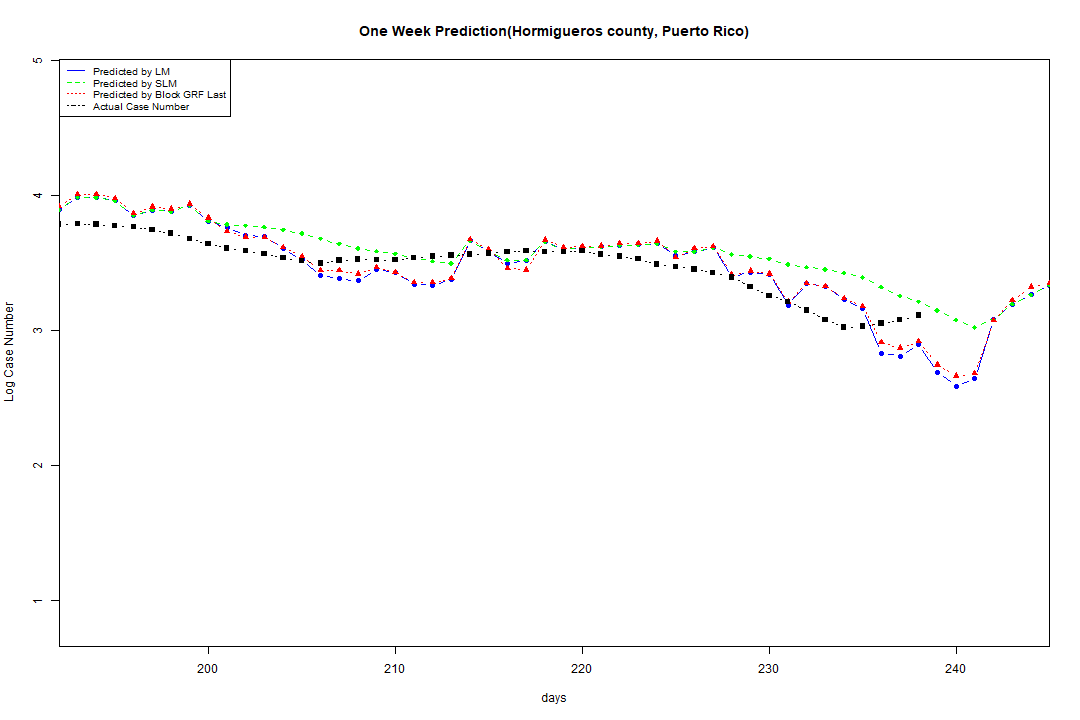 One Week Prediction(Hormigueros county, Puerto Rico)
Predicted by LM
Predicted by SLM
Predicted by Block GRF Last
Actual Case Number
5
4
3
2
1
Log Case Number
200
210
220
230
240
days